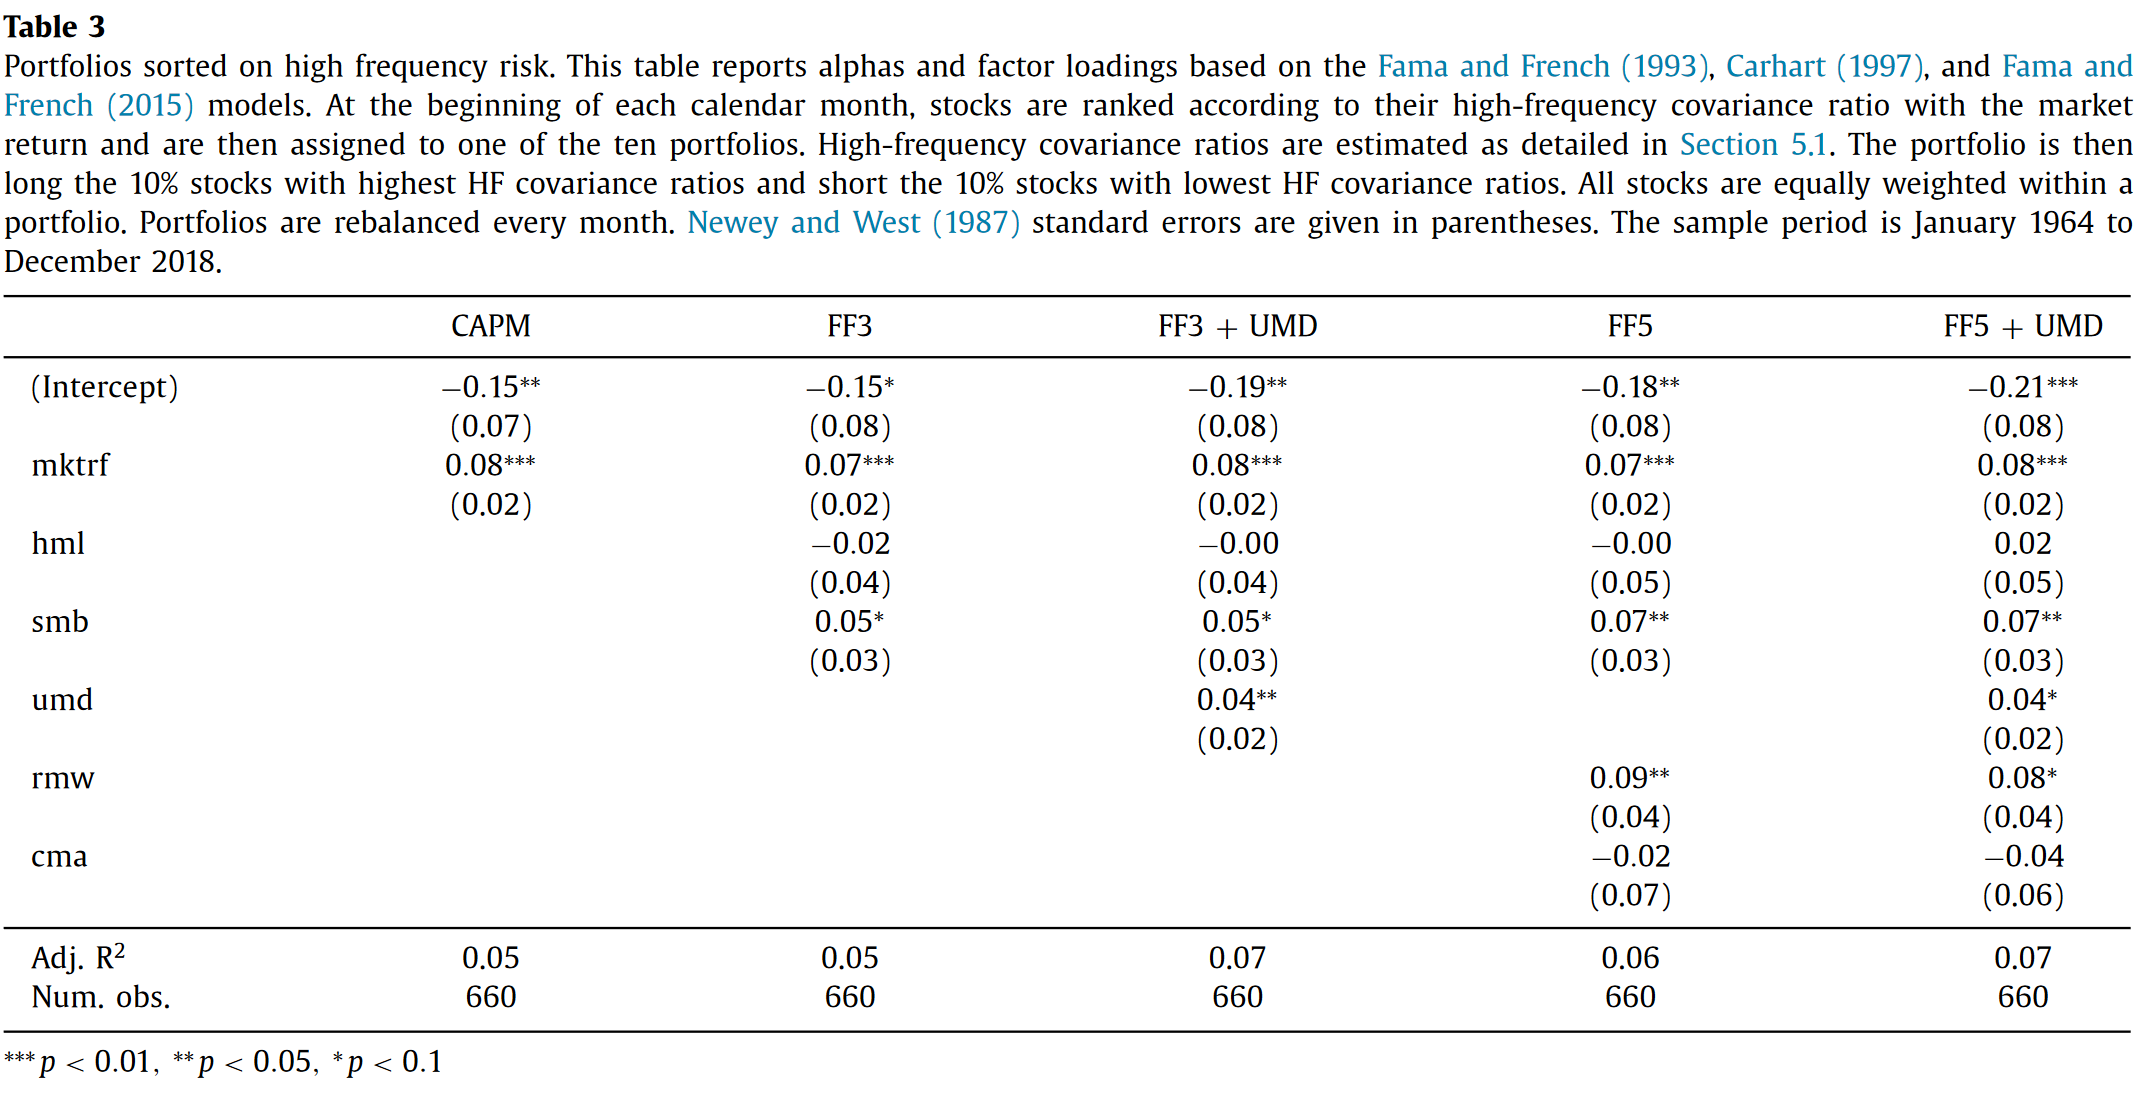 Table 3
Portfolios sorted on high frequency risk. This table reports alphas and factor loadings based on the Fama and French (1993), Carhart (1997), and Fama and
French (2015) models. At the beginning of each calendar month, stocks are ranked according to their high-frequency covariance ratio with the market
return and are then assigned to one of the ten portfolios. High-frequency covariance ratios are estimated as detailed in Section 5.1. The portfolio is then
long the 10% stocks with highest HF covariance ratios and short the 10% stocks with lowest HF covariance ratios. All stocks are equally weighted within a
portfolio. Portfolios are rebalanced every month. Newey and West (1987) standard errors are given in parentheses. The sample period is January 1964 to
December 2018.
CAPM FF3 FF3 + UMD FF5 FF5 + UMD
(Intercept) −0.15** −0.15* −0.19** −0.18** −0.21***
(0.07) (0.08) (0.08) (0.08) (0.08)
mktrf 0.08*** 0.07*** 0.08*** 0.07*** 0.08***
(0.02) (0.02) (0.02) (0.02) (0.02)
hml −0.02 −0.00 −0.00 0.02
(0.04) (0.04) (0.05) (0.05)
smb 0.05* 0.05* 0.07** 0.07**
(0.03) (0.03) (0.03) (0.03)
umd 0.04** 0.04*
(0.02) (0.02)
rmw 0.09** 0.08*
(0.04) (0.04)
cma −0.02 −0.04
(0.07) (0.06)
Adj. R² 0.05 0.05 0.07 0.06 0.07
Num. obs. 660 660 660 660 660
***p < 0.01, **p < 0.05, *p < 0.1